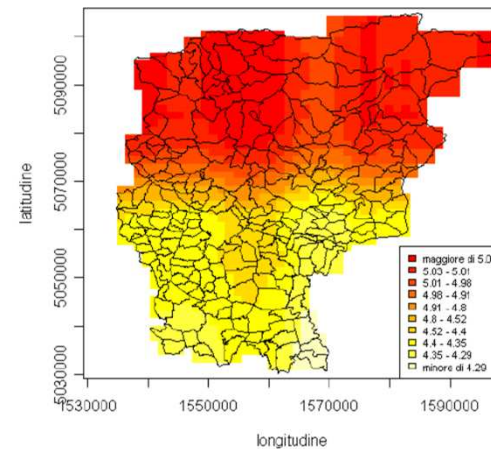 latitudine
5090000
5070000
5050000
5030000
1530000 1550000 1570000 1590000
longitudine
maggiore di 5.0
5.03 - 5.01
5.01 - 4.98
4.98 - 4.91
4.91 - 4.8
4.8 - 4.52
4.52 - 4.4
4.4 - 4.35
4.35 - 4.29
minore di 4.29